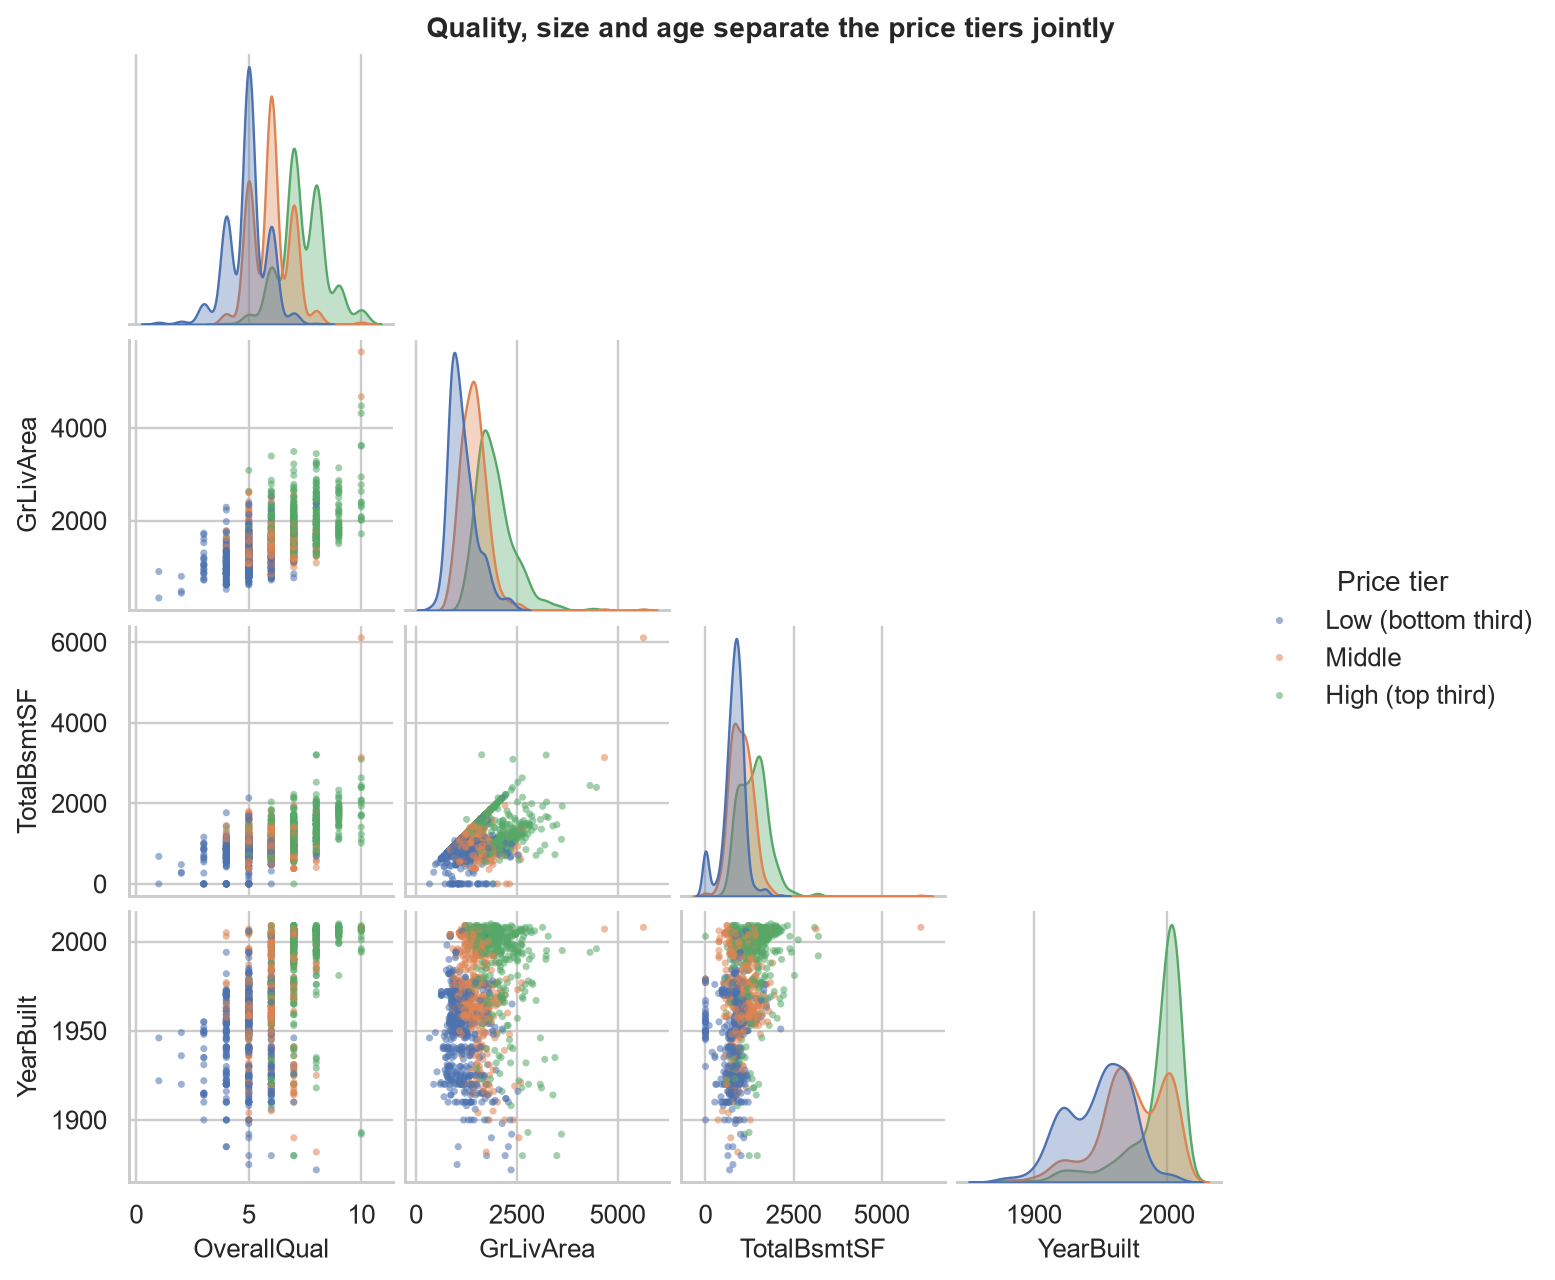 Quality, size and age separate the price tiers jointly
GrLivArea
4000
2000
TotalBsmtSF
6000
4000
2000
0
YearBuilt
2000
1950
1900
0 5 10
OverallQual
0 2500 5000
GrLivArea
0 2500 5000
TotalBsmtSF
1900 2000
YearBuilt
Price tier
Low (bottom third)
Middle
High (top third)